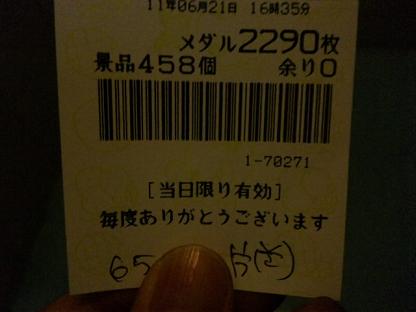 11年06月21日 16時35分
メダル2290枚
景品458個 余り0
1-70271
[当日限り有効]
毎度ありがとうございます
65